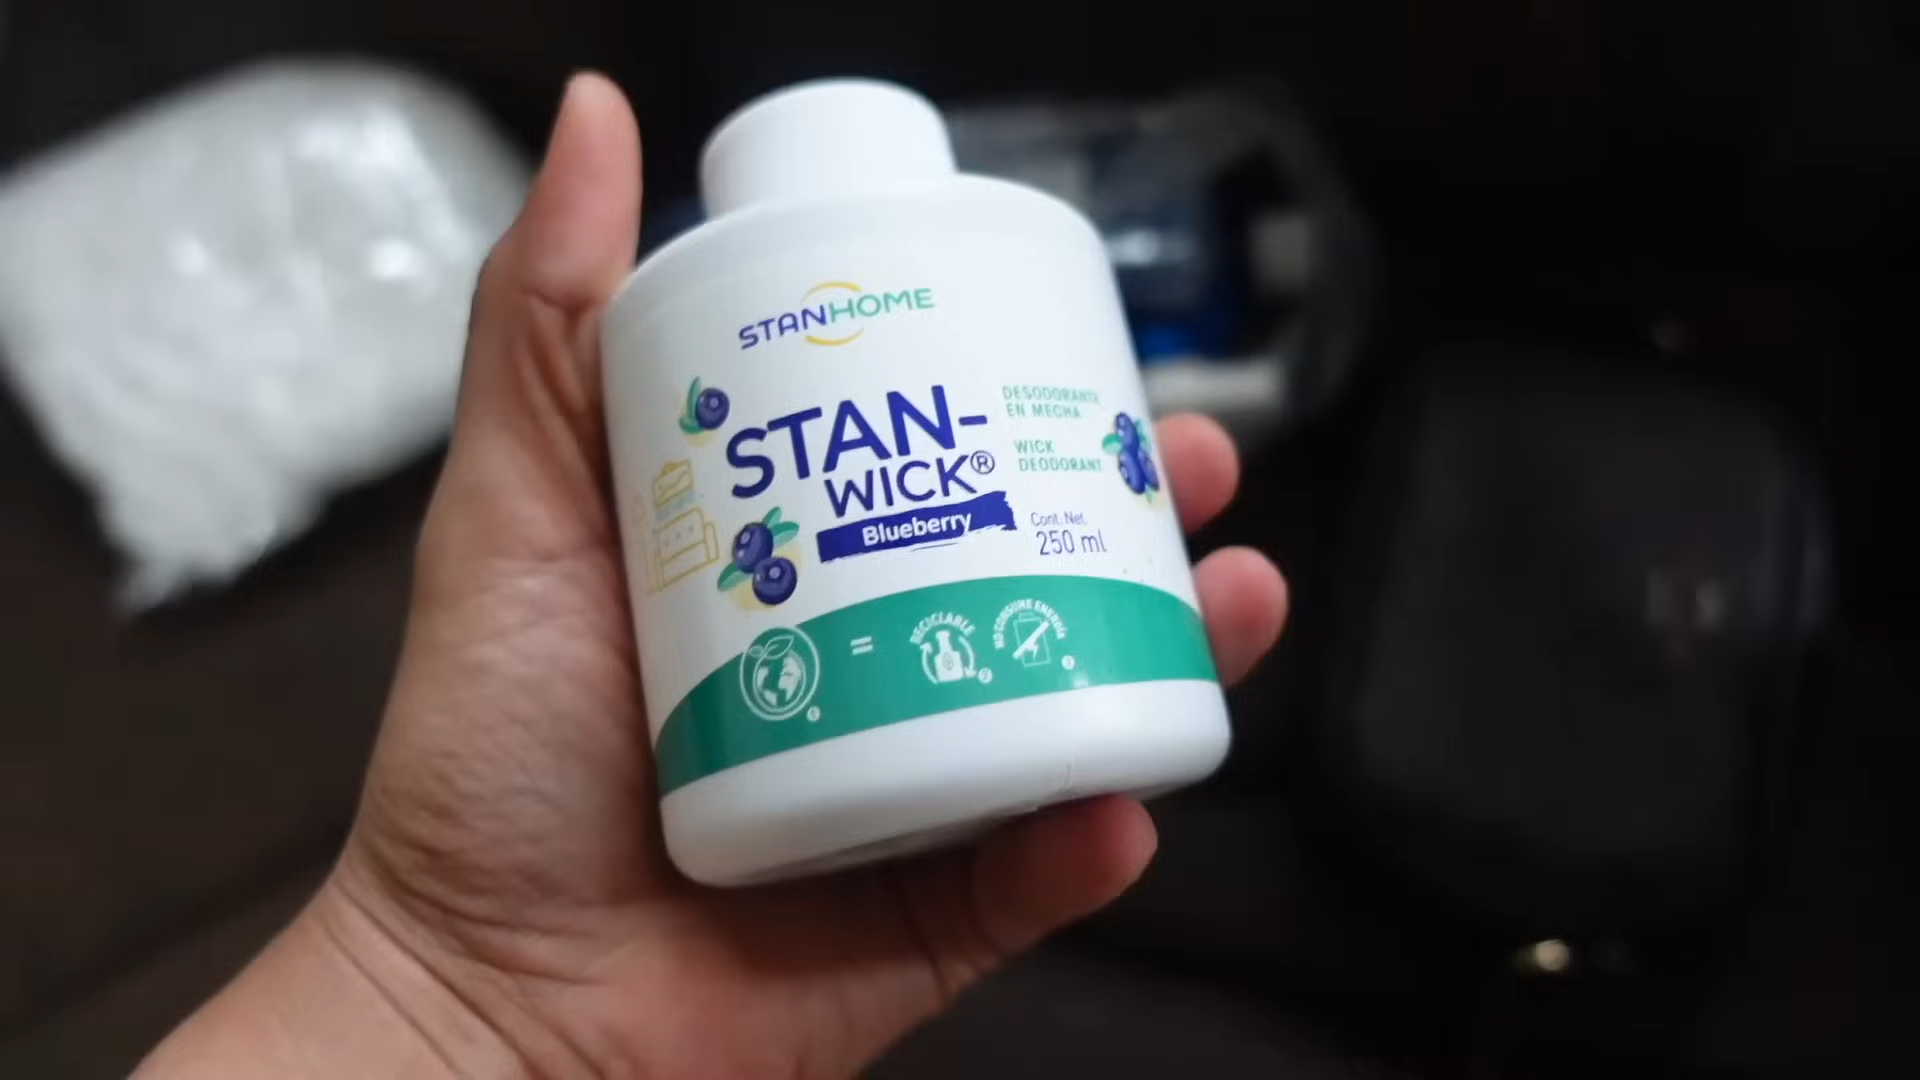 STANHOME
STAN-
WICK®
Blueberry
DESODORANTE
EN MECHA
WICK
DEODORANT
Cont. Net.
250 ml
=
RECICLABLE
NO CONSUME ENERGÍA